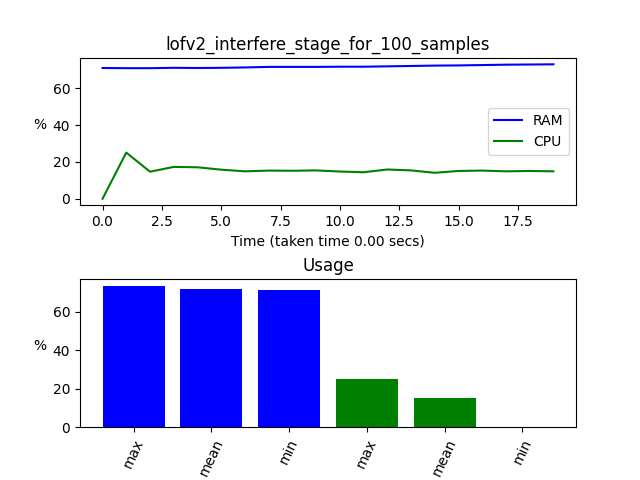 lofv2_interfere_stage_for_100_samples
%
60
40
20
0
RAM
CPU
0.0 2.5 5.0 7.5 10.0 12.5 15.0 17.5
Time (taken time 0.00 secs)
Usage
%
60
40
20
0
max mean min max mean min